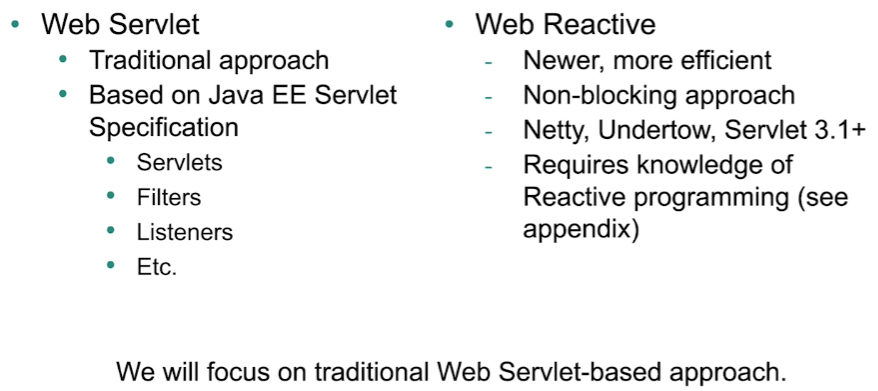 Web Servlet
Traditional approach
Based on Java EE Servlet
Specification
Servlets
Filters
Listeners
Etc.
Web Reactive
Newer, more efficient
Non-blocking approach
Netty, Undertow, Servlet 3.1+
Requires knowledge of
Reactive programming (see
appendix)
We will focus on traditional Web Servlet-based approach.